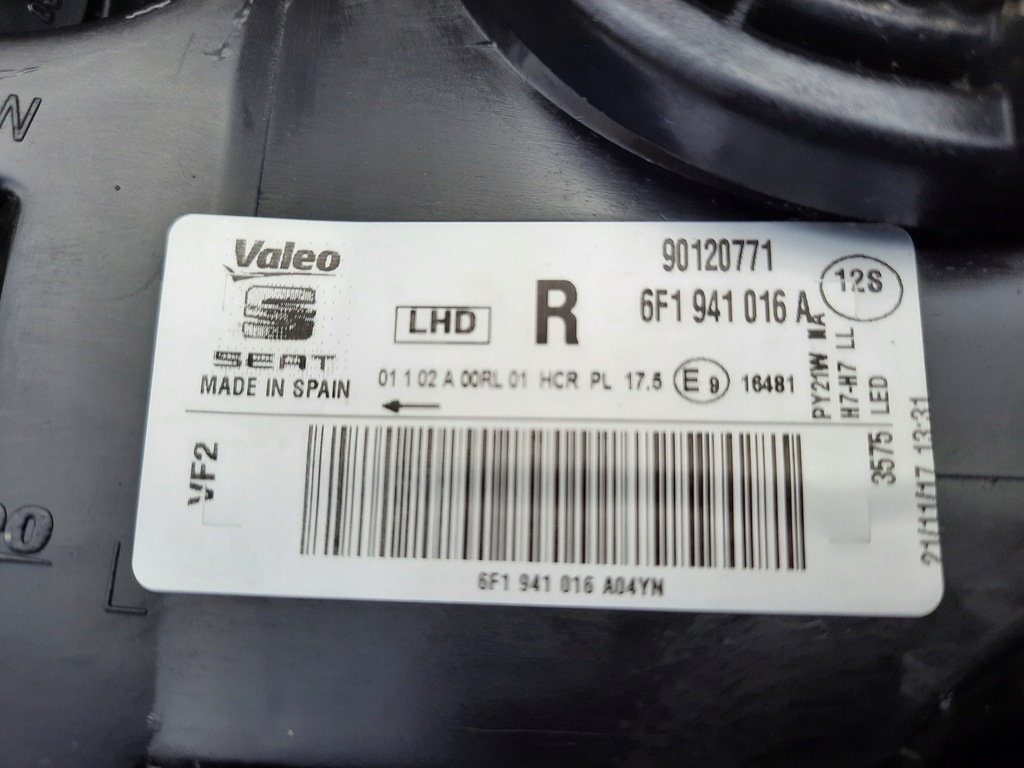 Valeo
SEAT
MADE IN SPAIN
LHD
R
90120771
6F1 941 016 A
12S
01 1 02 A 00RL 01 HCR PL 17.5 E 9 16481
PY21W NA
H7-H7 LL
3575 LED
21/11/17 13:31
VF2
6F1 941 016 A04YN
L